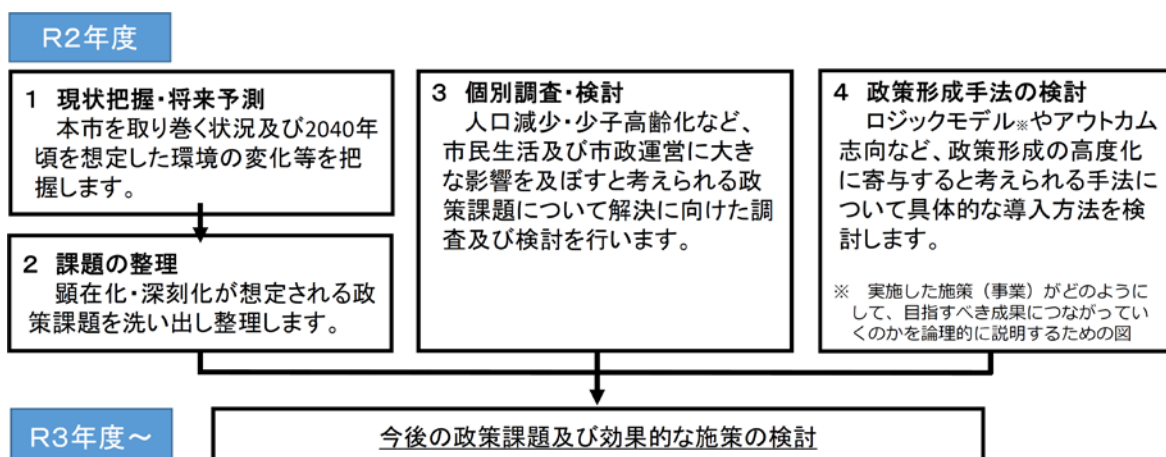 R2年度
1 現状把握・将来予測
本市を取り巻く状況及び2040年
頃を想定した環境の変化等を把
握します。
2 課題の整理
顕在化・深刻化が想定される政
策課題を洗い出し整理します。
3 個別調査・検討
人口減少・少子高齢化など、
市民生活及び市政運営に大き
な影響を及ぼすと考えられる政
策課題について解決に向けた調
査及び検討を行います。
4 政策形成手法の検討
ロジックモデル※やアウトカム
志向など、政策形成の高度化
に寄与すると考えられる手法に
ついて具体的な導入方法を検
討します。
※ 実施した施策（事業）がどのように
して、目指すべき成果につながってい
くのかを論理的に説明するための図
R3年度～
今後の政策課題及び効果的な施策の検討